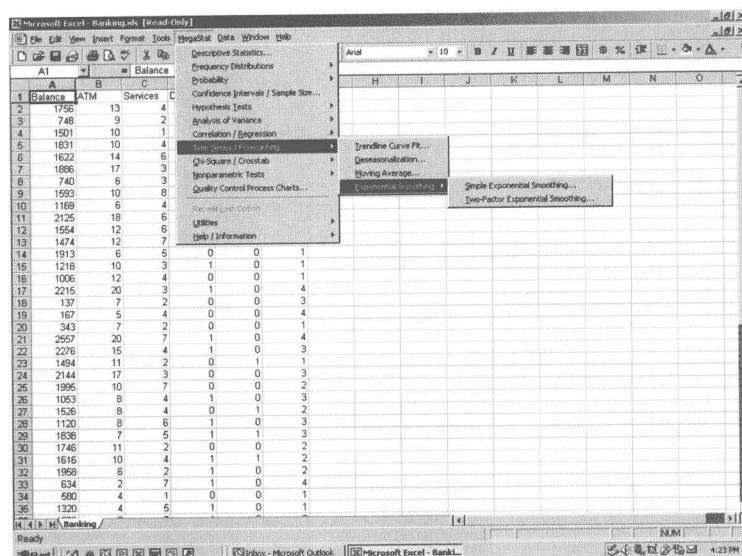 Microsoft Excel - Banking.xls [Read-Only]
File Edit View Insert Format Tools MegaStat Data Window Help
Arial 10 B I U $ %
A1 = Balance
Descriptive Statistics...
Frequency Distributions
Probability
Confidence Intervals / Sample Size...
Hypothesis Tests
Analysis of Variance
Correlation / Regression
Time Series / Forecasting
Chi-Square / Crosstab
Nonparametric Tests
Quality Control Process Charts...
Repeat Last Option
Utilities
Help / Information
Trendline Curve Fit...
Deseasonalization...
Moving Average...
Exponential Smoothing
Simple Exponential Smoothing...
Two-Factor Exponential Smoothing...
A B C H I J K L M N O
1 Balance ATM Services D
2 1756 13 4
3 748 9 2
4 1501 10 1
5 1831 10 4
6 1622 14 6
7 1886 17 3
8 740 6 3
9 1593 10 8
10 1169 6 4
11 2125 18 6
12 1554 12 6
13 1474 12 7
14 1913 6 5 0 0 1
15 1218 10 3 1 0 1
16 1006 12 4 0 0 1
17 2215 20 3 1 0 4
18 137 7 2 0 0 3
19 167 5 4 0 0 4
20 343 7 2 0 0 1
21 2557 20 7 1 0 4
22 2276 15 4 1 0 3
23 1494 11 2 0 1 1
24 2144 17 3 0 0 3
25 1995 10 7 0 0 2
26 1053 8 4 1 0 3
27 1526 8 4 0 1 2
28 1120 8 6 1 0 3
29 1838 7 5 1 1 3
30 1746 11 2 0 0 2
31 1616 10 4 1 1 2
32 1958 6 2 1 0 2
33 634 2 7 1 0 4
34 580 4 1 0 0 1
35 1320 4 5 1 0 1
Banking
Ready NUM
Inbox - Microsoft Outlook Microsoft Excel - Banki... 4:23 PM